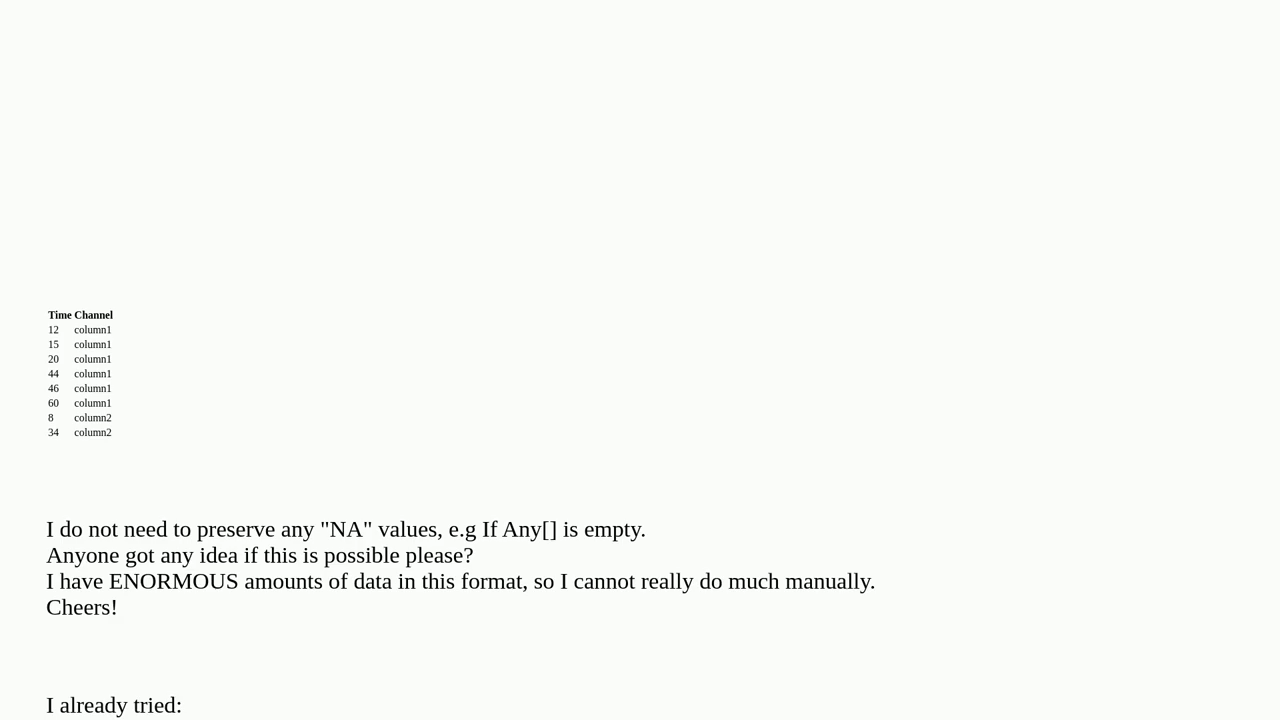 Time Channel
12 column1
15 column1
20 column1
44 column1
46 column1
60 column1
8 column2
34 column2
I do not need to preserve any "NA" values, e.g If Any[] is empty.
Anyone got any idea if this is possible please?
I have ENORMOUS amounts of data in this format, so I cannot really do much manually.
Cheers!
I already tried: